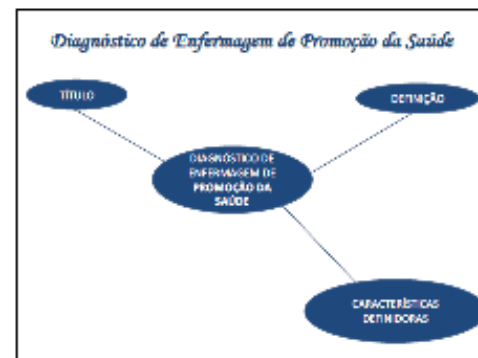 Diagnóstico de Enfermagem de Promoção da Saúde
TÍTULO
DEFINIÇÃO
DIAGNÓSTICO DE
ENFERMAGEM DE
PROMOÇÃO DA
SAÚDE
CARACTERÍSTICAS
DEFINIDORAS